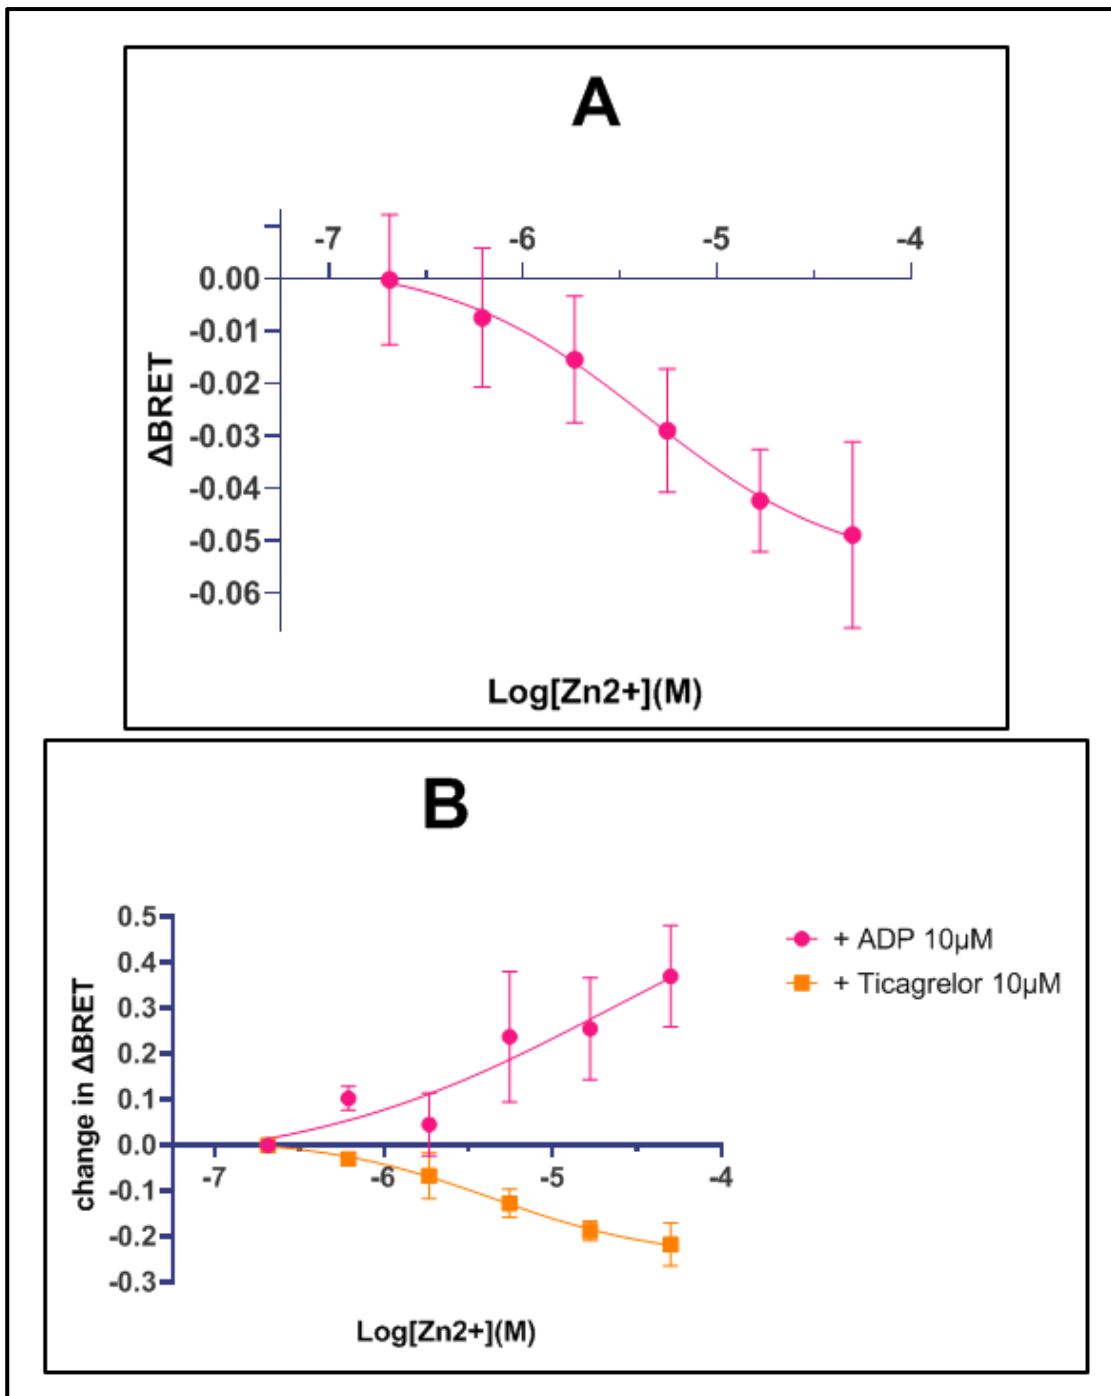 A
-7 -6 -5 -4
0.00
-0.01
-0.02
-0.03
-0.04
-0.05
-0.06
ΔBRET
Log[Zn2+](M)
B
0.5
0.4
0.3
0.2
0.1
0.0
-7 -6 -5 -4
-0.1
-0.2
-0.3
change in ΔBRET
Log[Zn2+](M)
+ ADP 10μM
+ Ticagrelor 10μM